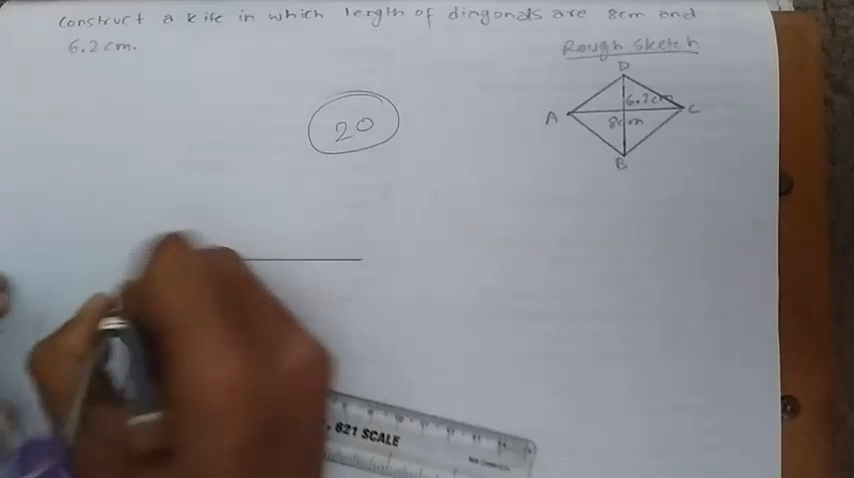 Construct a kite in which length of diagonals are 8cm and
6.2cm.
Rough Sketch
D
6.2cm
A
C
8cm
B
20
. 621 SCALE